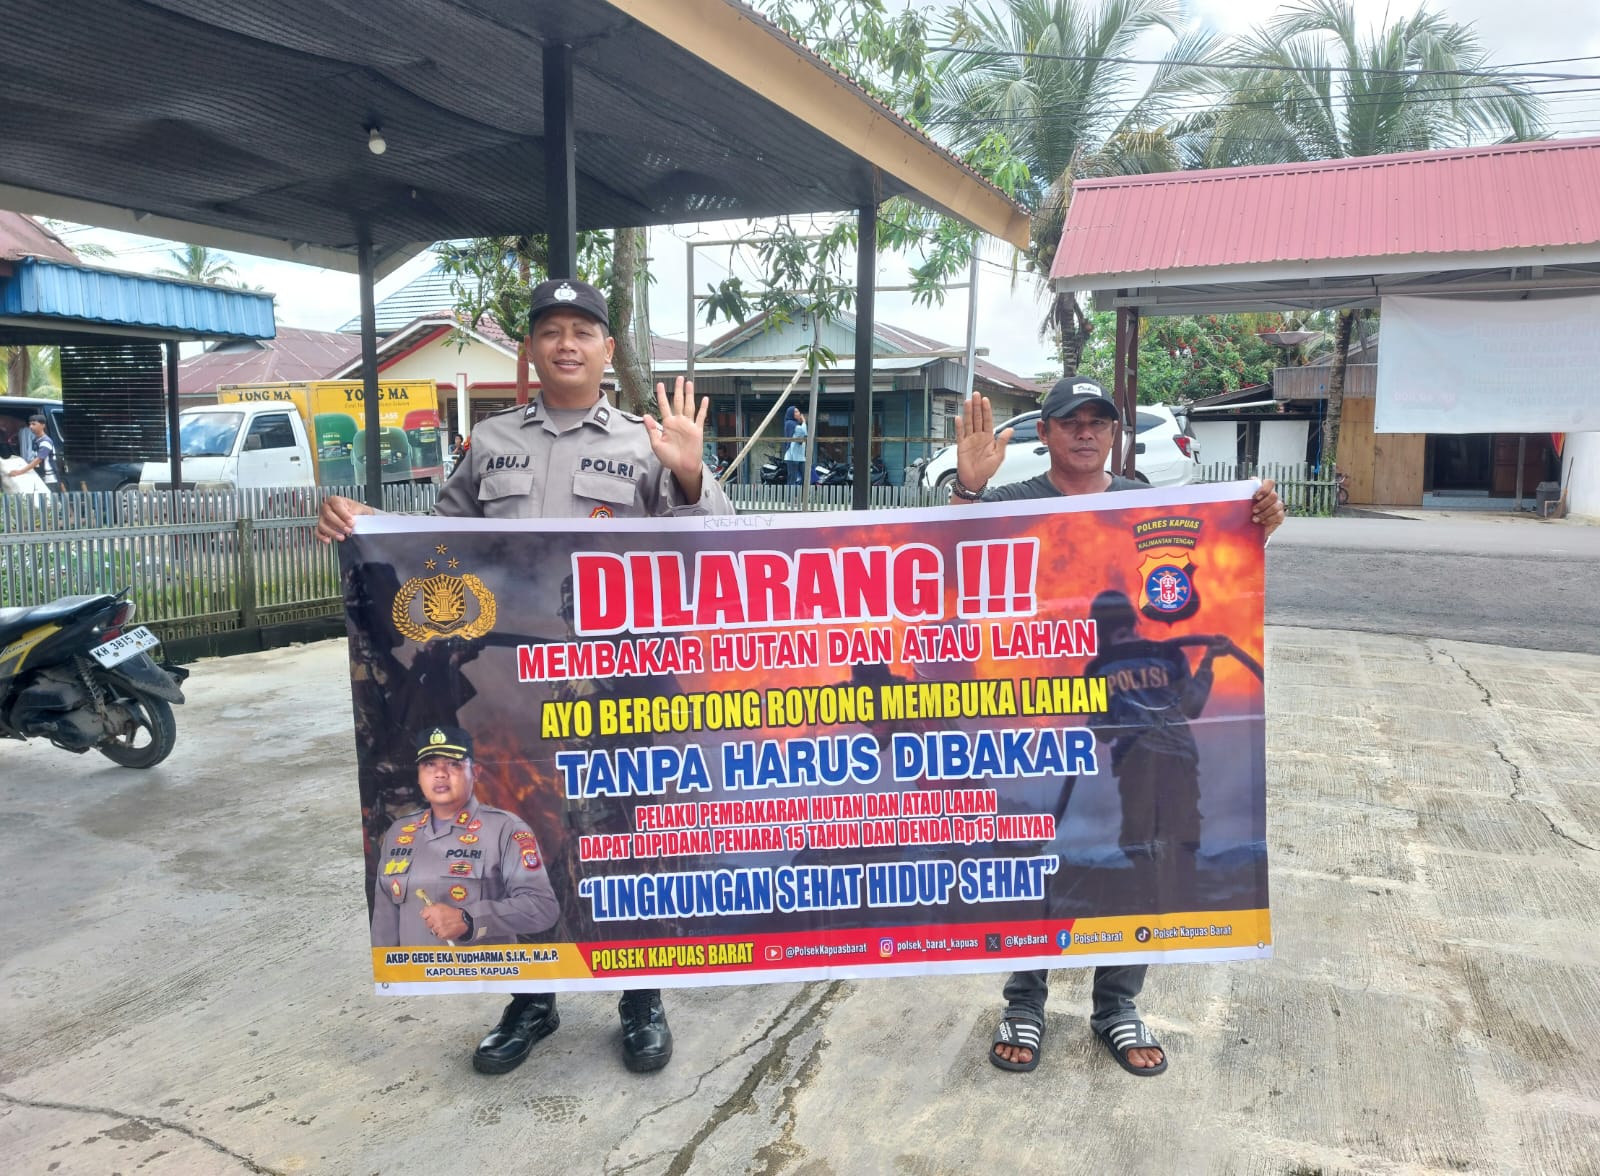 YONG MA
YONG MA
ABU.J
POLRI
KH 3815 UA
AJUNGAK
DILARANG !!!
MEMBAKAR HUTAN DAN ATAU LAHAN
AYO BERGOTONG ROYONG MEMBUKA LAHAN
TANPA HARUS DIBAKAR
PELAKU PEMBAKARAN HUTAN DAN ATAU LAHAN
DAPAT DIPIDANA PENJARA 15 TAHUN DAN DENDA Rp15 MILYAR
“LINGKUNGAN SEHAT HIDUP SEHAT”
POLRES KAPUAS
KALIMANTAN TENGAH
POLISI
GEDE
POLRI
AKBP GEDE EKA YUDHARMA S.I.K., M.A.P.
KAPOLRES KAPUAS
POLSEK KAPUAS BARAT
@PolsekKapuasbarat
polsek_barat_kapuas
@KpsBarat
Polsek Barat
Polsek Kapuas Barat